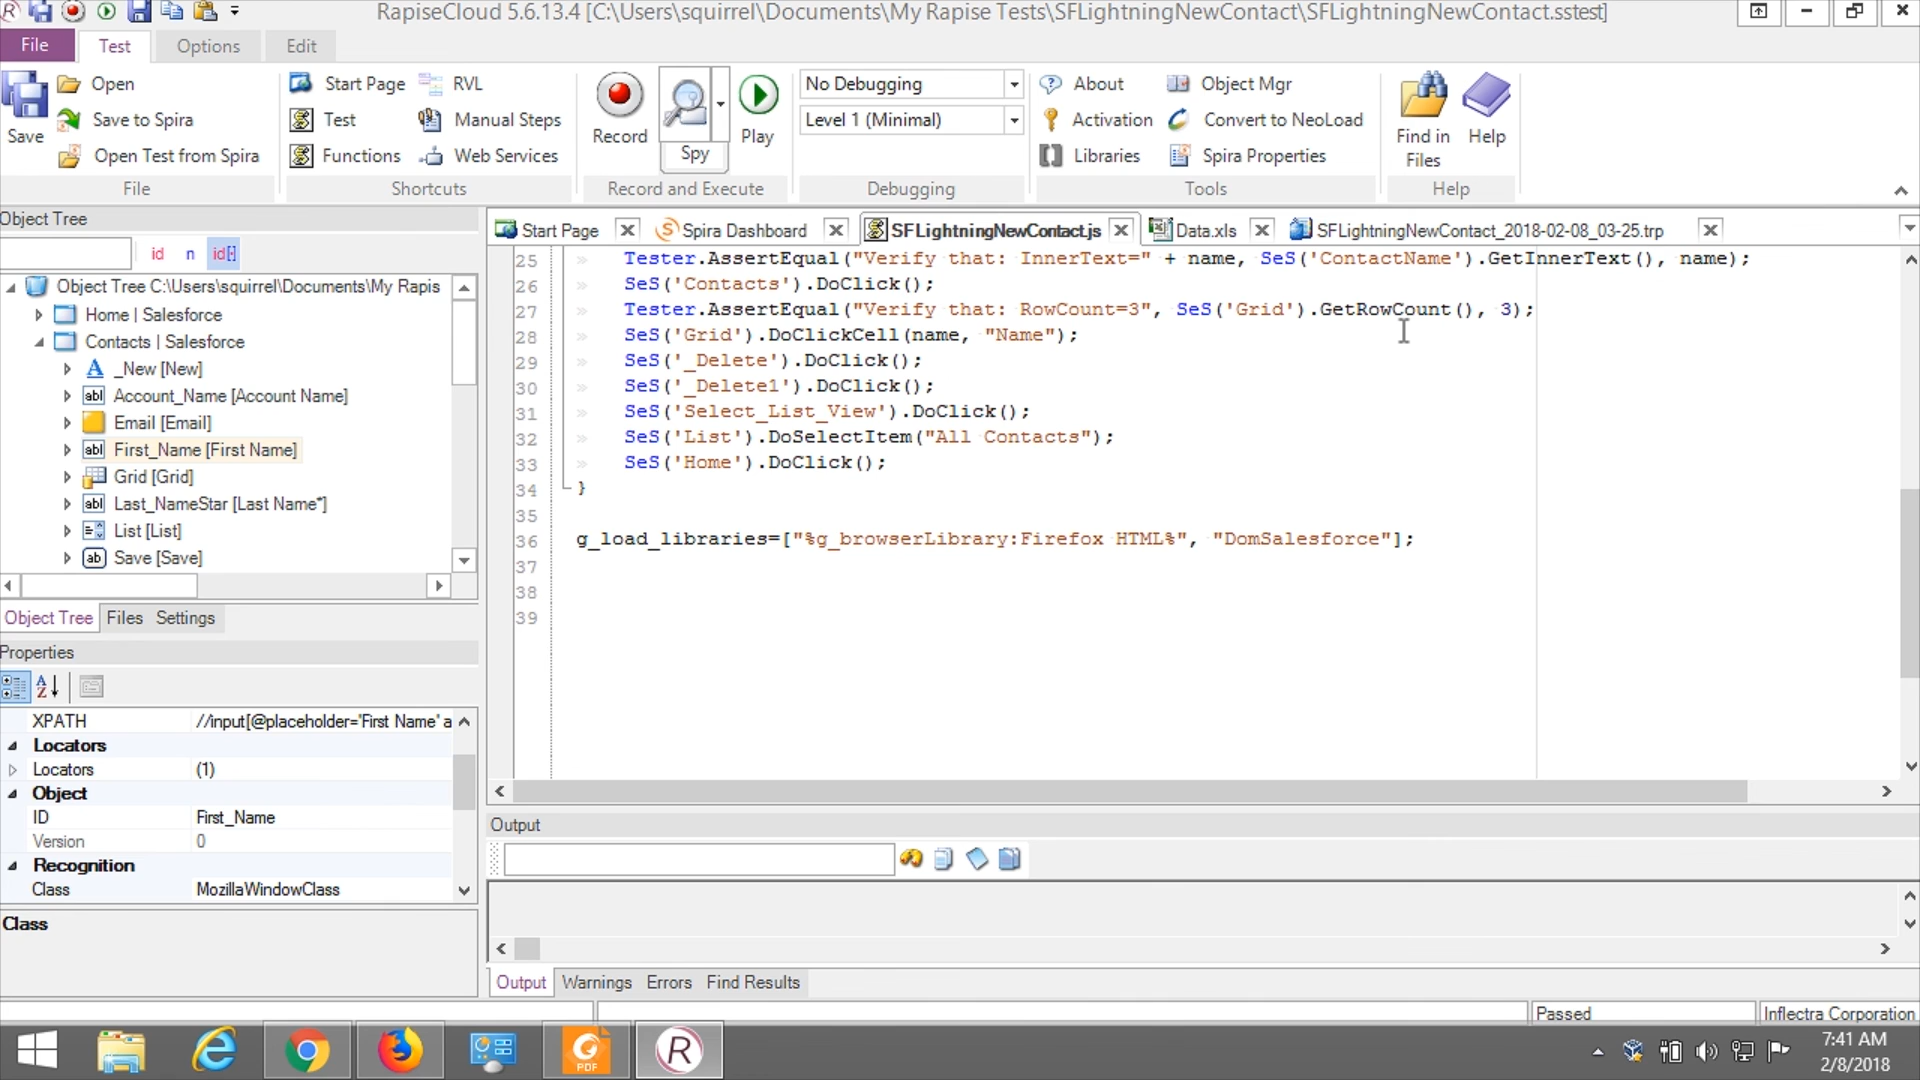 RapiseCloud 5.6.13.4 [C:\Users\squirrel\Documents\My Rapise Tests\SFLightningNewContact\SFLightningNewContact.sstest]
File
Test
Options
Edit
Save
Open
Save to Spira
Open Test from Spira
File
Start Page
Test
Functions
RVL
Manual Steps
Web Services
Shortcuts
Record
Spy
Play
Record and Execute
No Debugging
Level 1 (Minimal)
Debugging
About
Activation
Libraries
Object Mgr
Convert to NeoLoad
Spira Properties
Tools
Find in
Files
Help
Help
Object Tree
id n id[:]
Object Tree C:\Users\squirrel\Documents\My Rapis
Home | Salesforce
Contacts | Salesforce
_New [New]
Account_Name [Account Name]
Email [Email]
First_Name [First Name]
Grid [Grid]
Last_NameStar [Last Name*]
List [List]
Save [Save]
Object Tree Files Settings
Properties
XPATH //input[@placeholder='First Name' a
Locators
Locators (1)
Object
ID First_Name
Version 0
Recognition
Class MozillaWindowClass
Class
Start Page
Spira Dashboard
SFLightningNewContact.js
Data.xls
SFLightningNewContact_2018-02-08_03-25.trp
25 Tester.AssertEqual("Verify that: InnerText=" + name, SeS('ContactName').GetInnerText(), name);
26 SeS('Contacts').DoClick();
27 Tester.AssertEqual("Verify that: RowCount=3", SeS('Grid').GetRowCount(), 3);
28 SeS('Grid').DoClickCell(name, "Name");
29 SeS('_Delete').DoClick();
30 SeS('_Delete1').DoClick();
31 SeS('Select_List_View').DoClick();
32 SeS('List').DoSelectItem("All Contacts");
33 SeS('Home').DoClick();
34 }
35
36 g_load_libraries=["%g_browserLibrary:Firefox HTML%", "DomSalesforce"];
37
38
39
Output
Output Warnings Errors Find Results
Passed
Inflectra Corporation
PDF
7:41 AM
2/8/2018